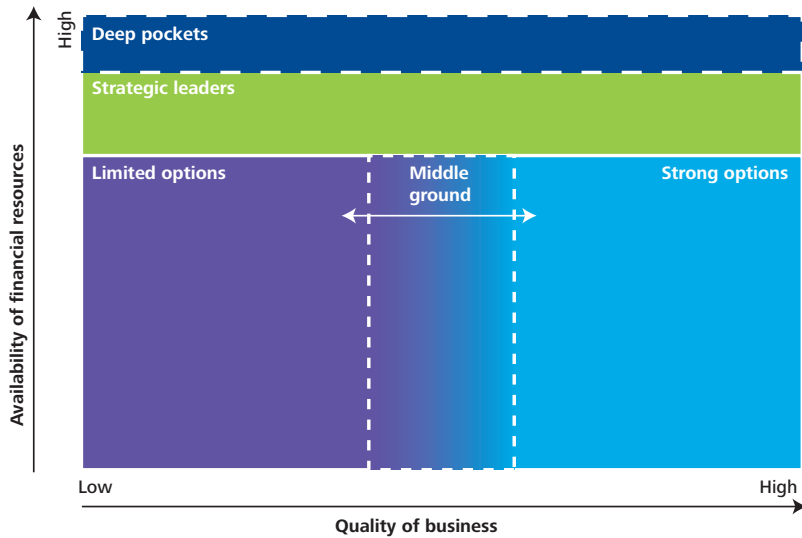 High
Deep pockets
Strategic leaders
Limited options
Middle
ground
Strong options
Availability of financial resources
Low
High
Quality of business